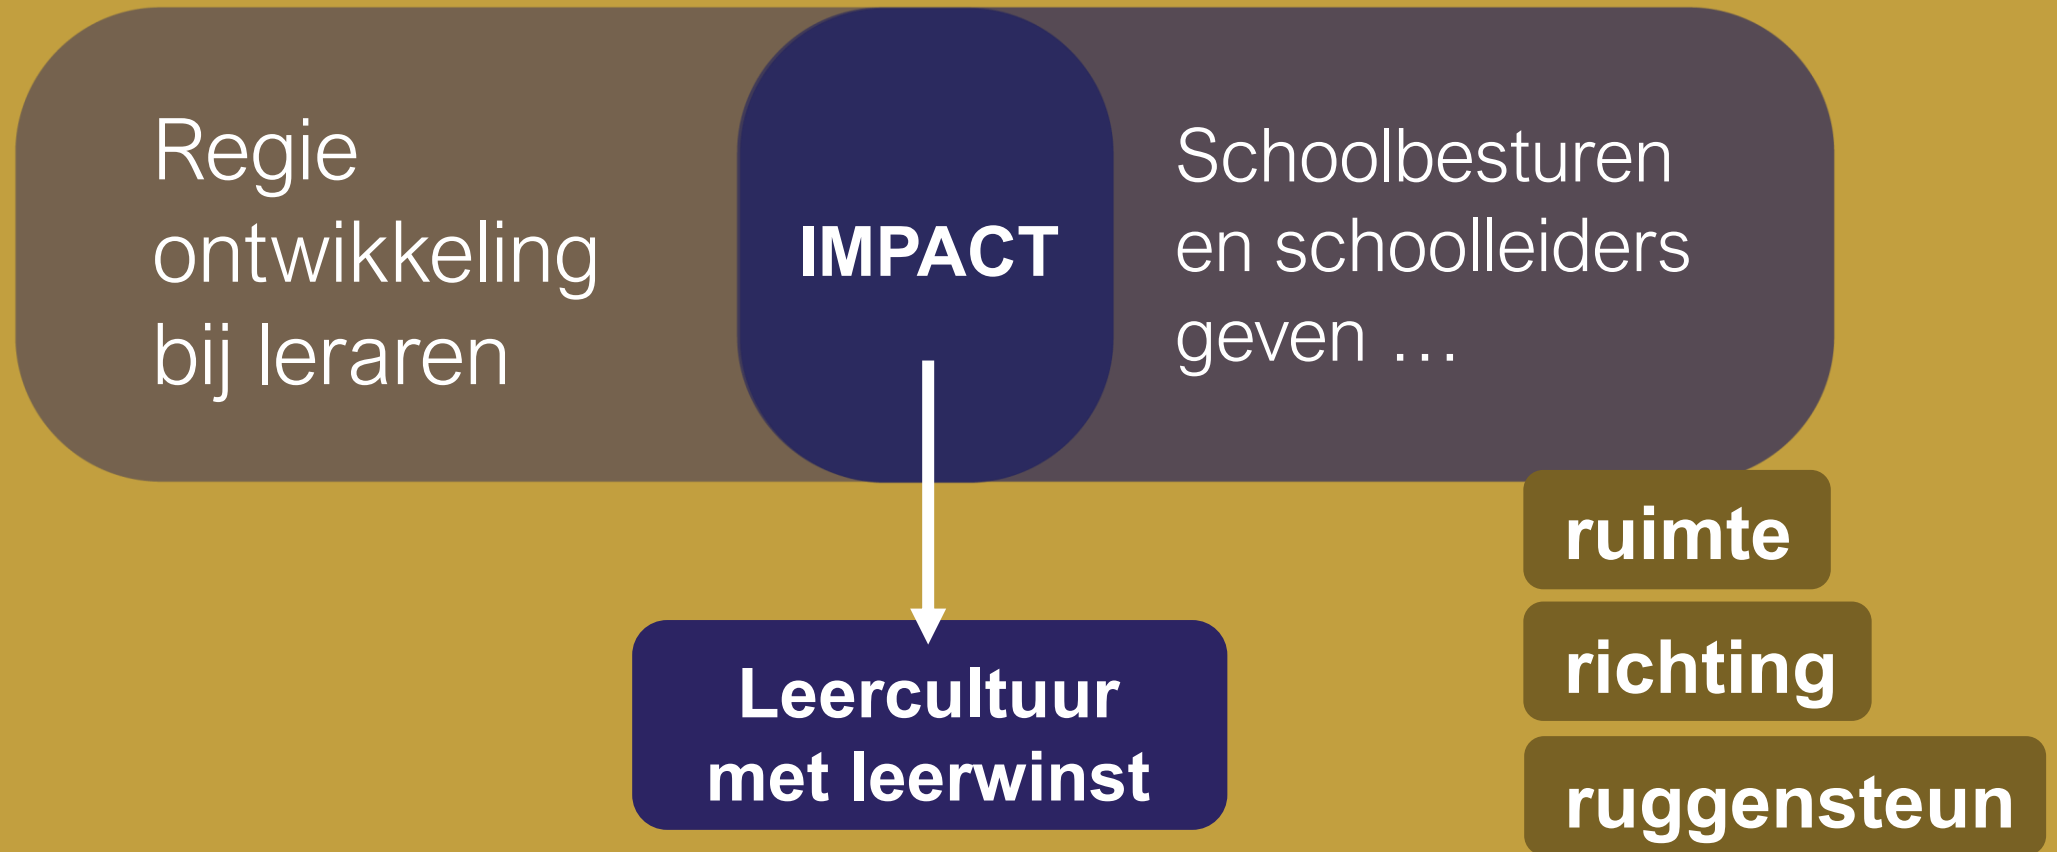 Regie
ontwikkeling
bij leraren
IMPACT
Schoolbesturen
en schoolleiders
geven …
ruimte
richting
ruggensteun
Leercultuur
met leerwinst